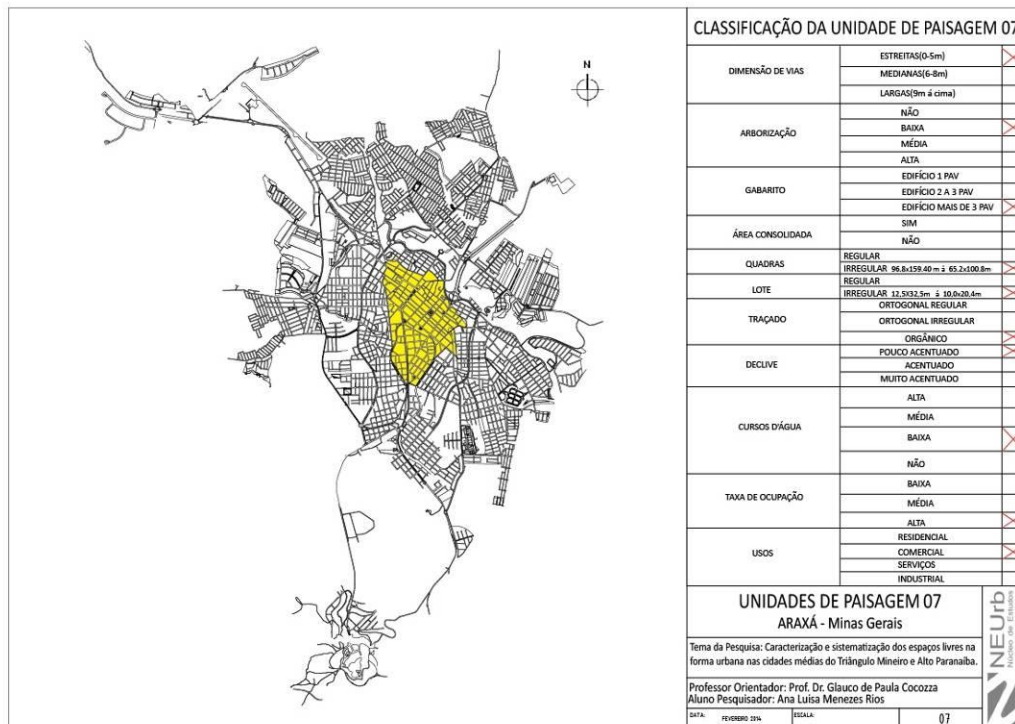 N
CLASSIFICAÇÃO DA UNIDADE DE PAISAGEM 07
DIMENSÃO DE VIAS
ESTREITAS(0-5m)
MEDIANAS(6-8m)
LARGAS(9m á cima)
ARBORIZAÇÃO
NÃO
BAIXA
MÉDIA
ALTA
GABARITO
EDIFÍCIO 1 PAV
EDIFÍCIO 2 A 3 PAV
EDIFÍCIO MAIS DE 3 PAV
ÁREA CONSOLIDADA
SIM
NÃO
QUADRAS
REGULAR
IRREGULAR 96.8x159.40 m á 65.2x100.8m
LOTE
REGULAR
IRREGULAR 12,5X32,5m á 10,0x20,4m
TRAÇADO
ORTOGONAL REGULAR
ORTOGONAL IRREGULAR
ORGÂNICO
DECLIVE
POUCO ACENTUADO
ACENTUADO
MUITO ACENTUADO
CURSOS D'ÁGUA
ALTA
MÉDIA
BAIXA
NÃO
TAXA DE OCUPAÇÃO
BAIXA
MÉDIA
ALTA
USOS
RESIDENCIAL
COMERCIAL
SERVIÇOS
INDUSTRIAL
UNIDADES DE PAISAGEM 07
ARAXÁ - Minas Gerais
Tema da Pesquisa: Caracterização e sistematização dos espaços livres na
forma urbana nas cidades médias do Triângulo Mineiro e Alto Paranaíba.
Professor Orientador: Prof. Dr. Glauco de Paula Cocozza
Aluno Pesquisador: Ana Luisa Menezes Rios
DATA: FEVEREIRO 2014
ESCALA:
07
NEUrb
Núcleo de Estudos